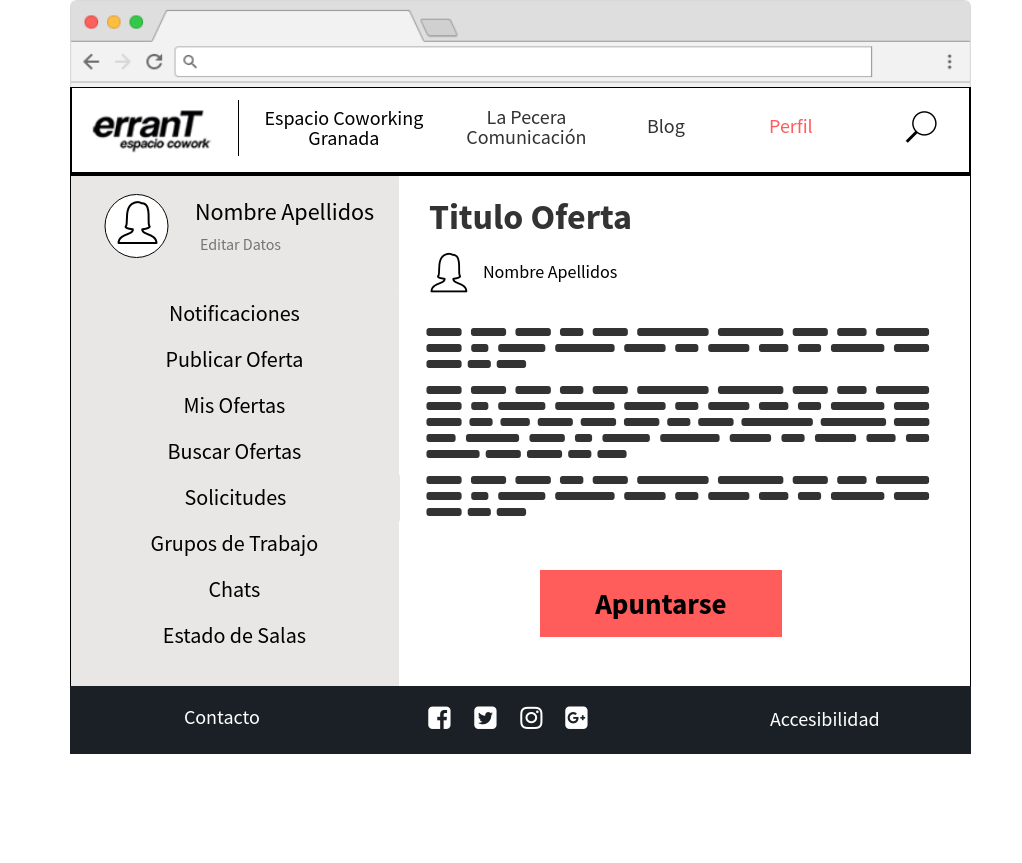 erranT
espacio cowork
Espacio Coworking
Granada
La Pecera
Comunicación
Blog
Perfil
Nombre Apellidos
Editar Datos
Notificaciones
Publicar Oferta
Mis Ofertas
Buscar Ofertas
Solicitudes
Grupos de Trabajo
Chats
Estado de Salas
Titulo Oferta
Nombre Apellidos
Apuntarse
Contacto
G+
Accesibilidad